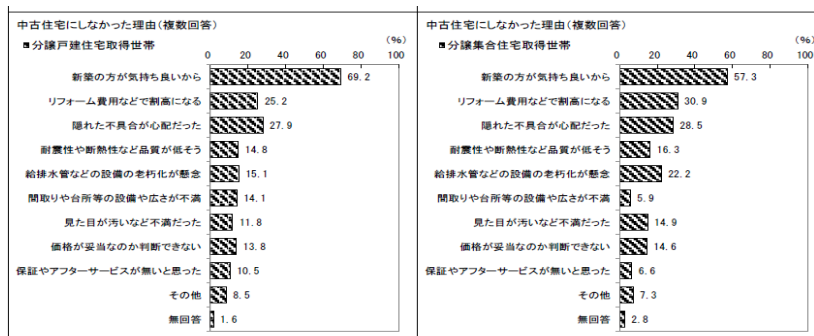 中古住宅にしなかった理由(複数回答)
■分譲戸建住宅取得世帯
(%)
0 20 40 60 80 100
新築の方が気持ち良いから 69.2
リフォーム費用などで割高になる 25.2
隠れた不具合が心配だった 27.9
耐震性や断熱性など品質が低そう 14.8
給排水管などの設備の老朽化が懸念 15.1
間取りや台所等の設備や広さが不満 14.1
見た目が汚いなど不満だった 11.8
価格が妥当なのか判断できない 13.8
保証やアフターサービスが無いと思った 10.5
その他 8.5
無回答 1.6
中古住宅にしなかった理由(複数回答)
■分譲集合住宅取得世帯
(%)
0 20 40 60 80 100
新築の方が気持ち良いから 57.3
リフォーム費用などで割高になる 30.9
隠れた不具合が心配だった 28.5
耐震性や断熱性など品質が低そう 16.3
給排水管などの設備の老朽化が懸念 22.2
間取りや台所等の設備や広さが不満 5.9
見た目が汚いなど不満だった 14.9
価格が妥当なのか判断できない 14.6
保証やアフターサービスが無いと思った 6.6
その他 7.3
無回答 2.8